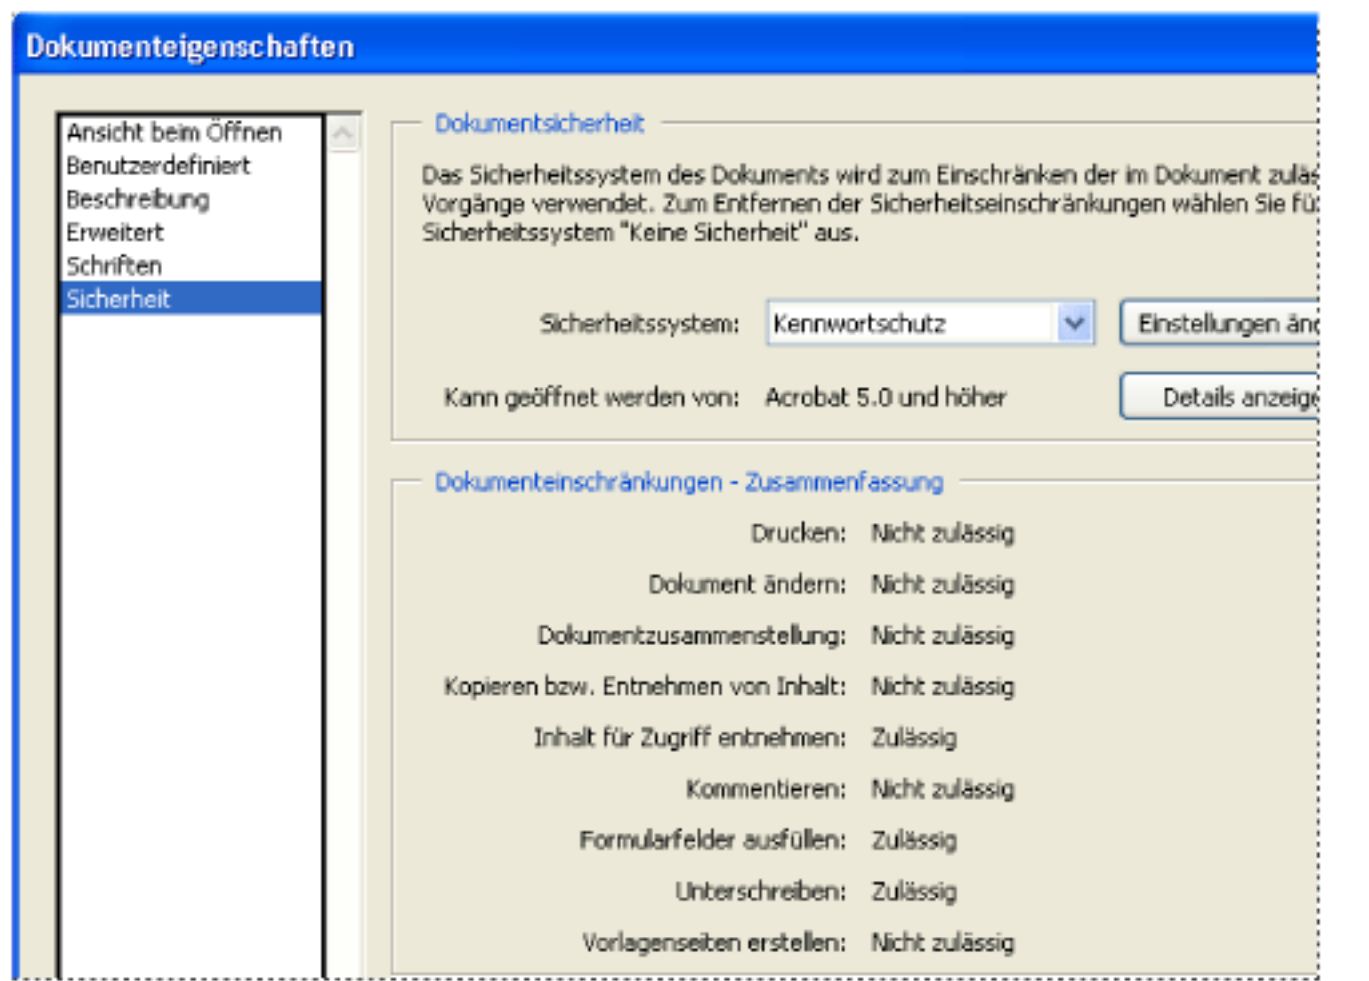 Dokumenteigenschaften
Ansicht beim Öffnen
Benutzerdefiniert
Beschreibung
Erweitert
Schriften
Sicherheit
Dokumentsicherheit
Das Sicherheitssystem des Dokuments wird zum Einschränken der im Dokument zuläs
Vorgänge verwendet. Zum Entfernen der Sicherheitseinschränkungen wählen Sie fü
Sicherheitssystem "Keine Sicherheit" aus.
Sicherheitssystem: Kennwortschutz Einstellungen änd
Kann geöffnet werden von: Acrobat 5.0 und höher Details anzeige
Dokumenteinschränkungen - Zusammenfassung
Drucken: Nicht zulässig
Dokument ändern: Nicht zulässig
Dokumentzusammenstellung: Nicht zulässig
Kopieren bzw. Entnehmen von Inhalt: Nicht zulässig
Inhalt für Zugriff entnehmen: Zulässig
Kommentieren: Nicht zulässig
Formularfelder ausfüllen: Zulässig
Unterschreiben: Zulässig
Vorlagenseiten erstellen: Nicht zulässig